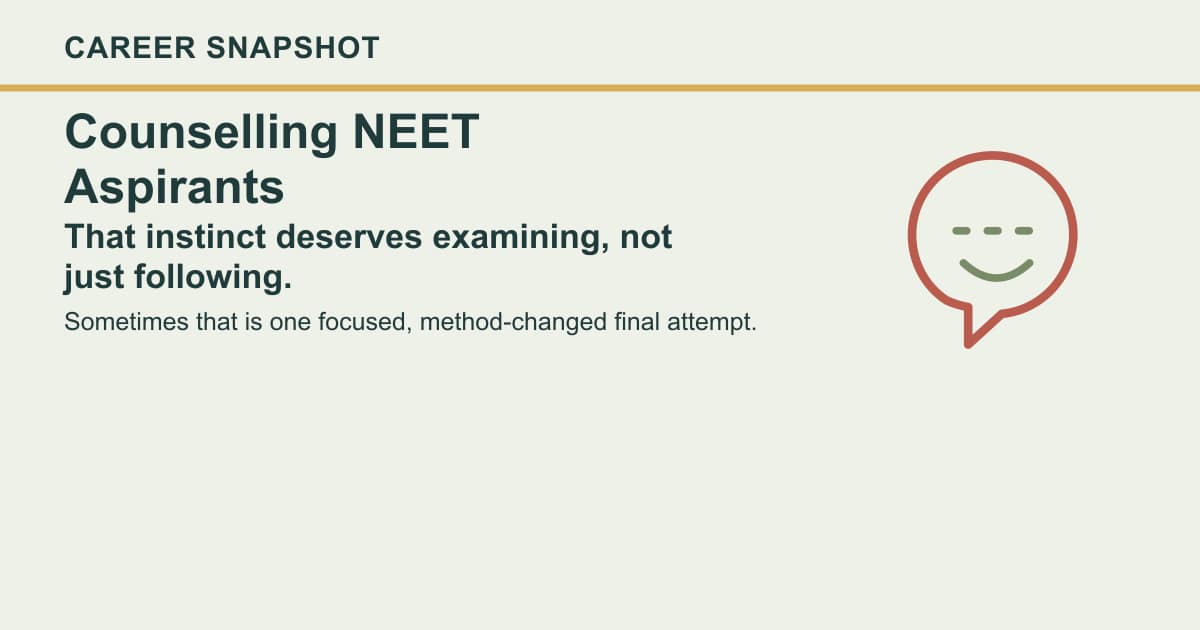 CAREER SNAPSHOT
Counselling NEET
Aspirants
That instinct deserves examining, not
just following.
Sometimes that is one focused, method-changed final attempt.